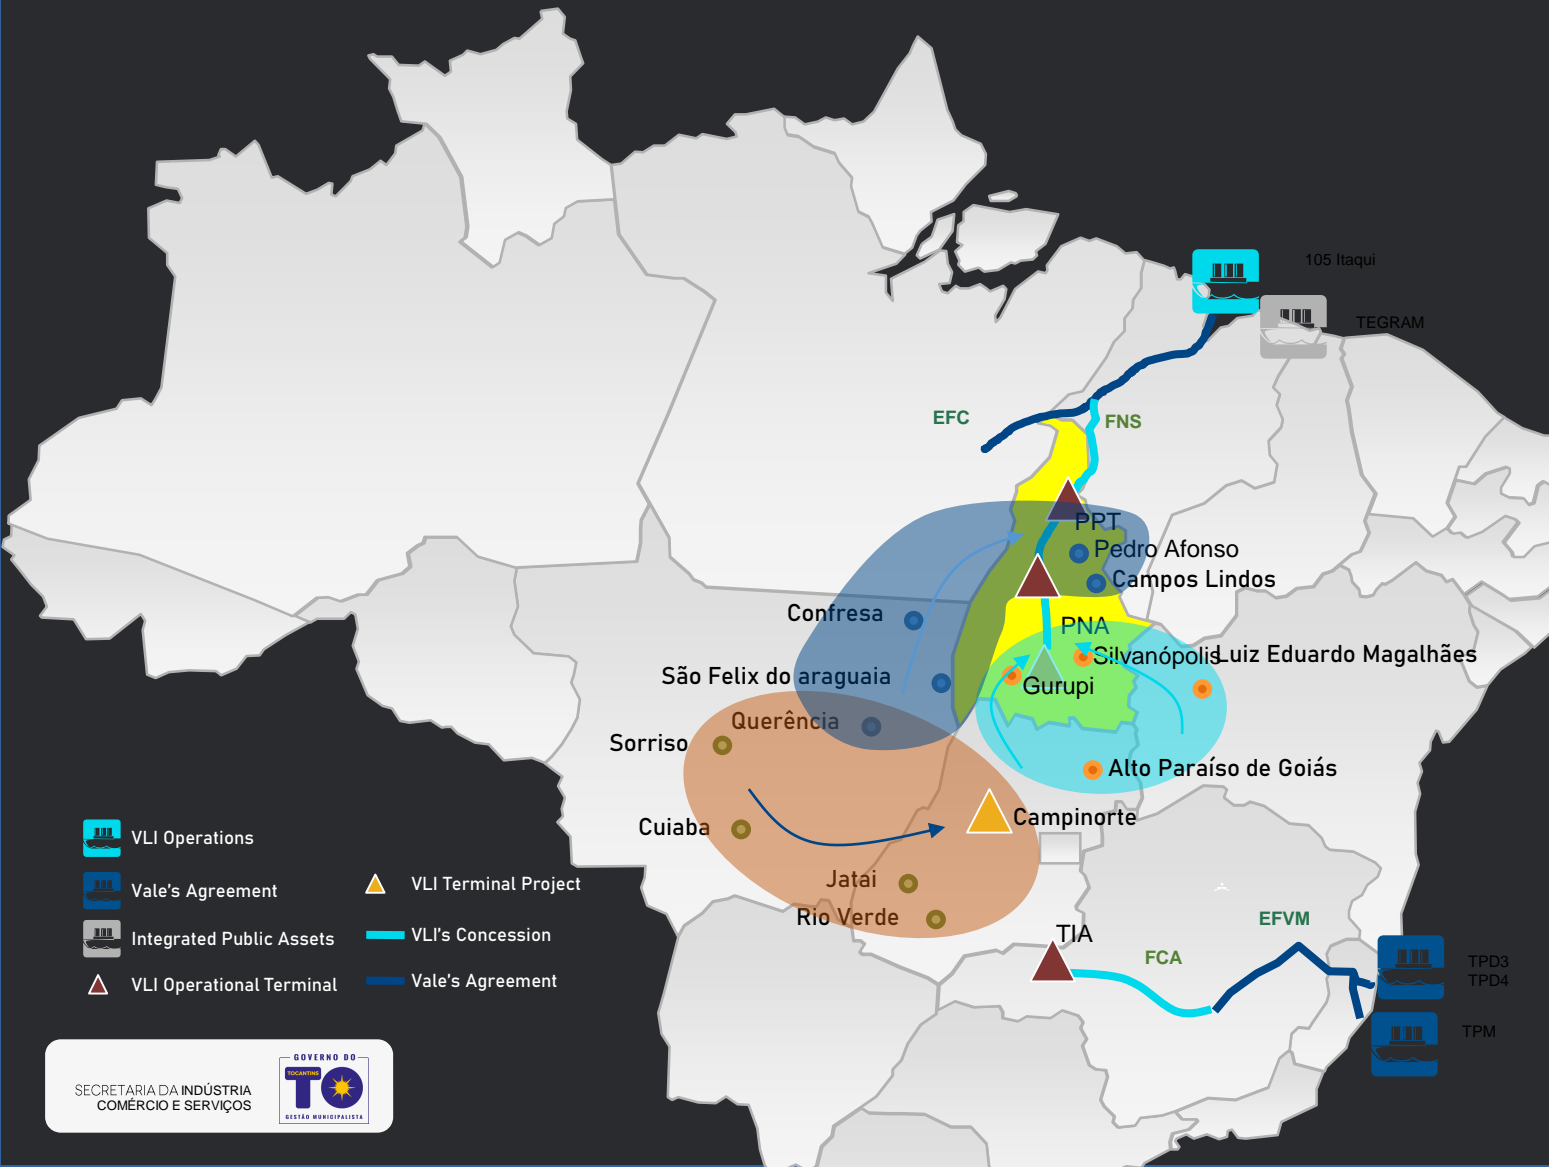 105 Itaqui
TEGRAM
EFC
FNS
PPT
Pedro Afonso
Campos Lindos
Confresa
PNA
Silvanópolis
Luiz Eduardo Magalhães
São Felix do araguaia
Gurupi
Querência
Sorriso
Alto Paraíso de Goiás
Campinorte
Cuiaba
Jatai
Rio Verde
EFVM
TIA
FCA
TPD3
TPD4
TPM
VLI Operations
Vale's Agreement
VLI Terminal Project
Integrated Public Assets
VLI's Concession
VLI Operational Terminal
Vale's Agreement
SECRETARIA DA INDÚSTRIA
COMÉRCIO E SERVIÇOS
GOVERNO DO
TOCANTINS
TO
GESTÃO MUNICIPALISTA